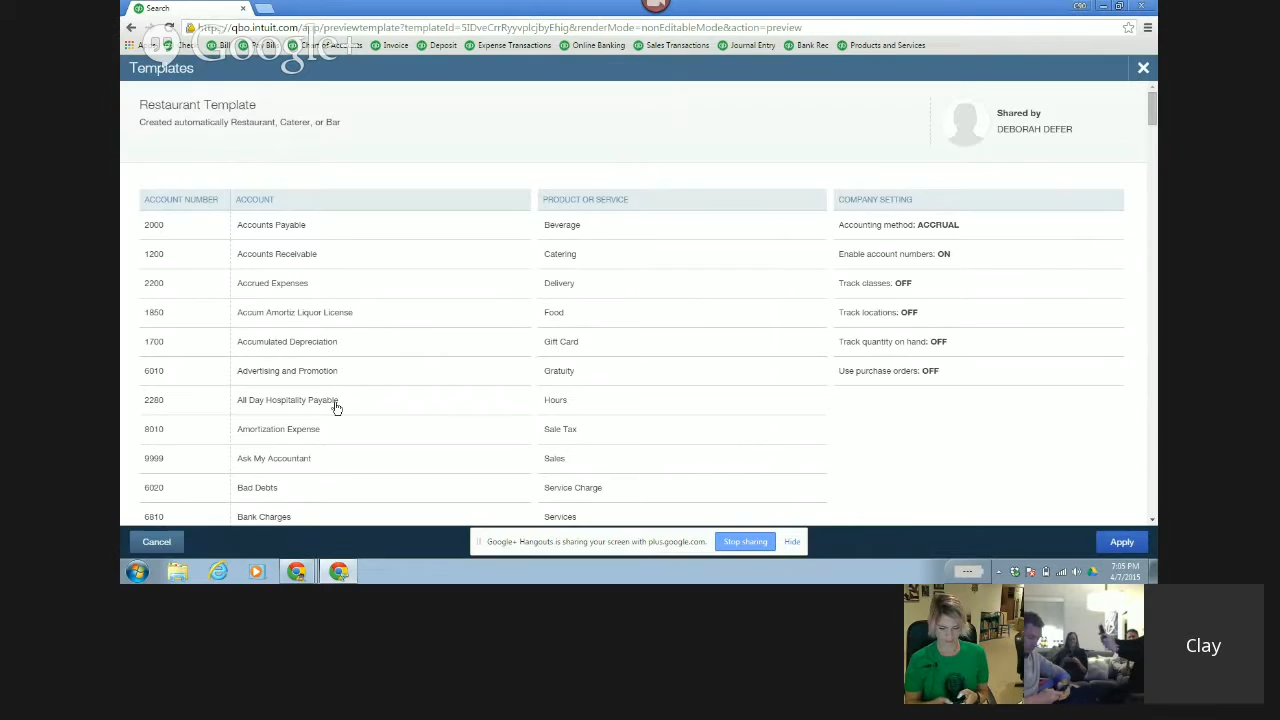 Search
C90
https://qbo.intuit.com/app/previewtemplate?templateId=5IDveCrrRyyvplcjbyEhig&renderMode=nonEditableMode&action=preview
Google+
Invoice Deposit Expense Transactions Online Banking Sales Transactions Journal Entry Bank Rec Products and Services
Templates
Restaurant Template
Created automatically Restaurant, Caterer, or Bar
Shared by
DEBORAH DEFER
ACCOUNT NUMBER ACCOUNT PRODUCT OR SERVICE COMPANY SETTING
2000 Accounts Payable Beverage Accounting method: ACCRUAL
1200 Accounts Receivable Catering Enable account numbers: ON
2200 Accrued Expenses Delivery Track classes: OFF
1850 Accum Amortiz Liquor License Food Track locations: OFF
1700 Accumulated Depreciation Gift Card Track quantity on hand: OFF
6010 Advertising and Promotion Gratuity Use purchase orders: OFF
2280 All Day Hospitality Payable Hours
8010 Amortization Expense Sale Tax
9999 Ask My Accountant Sales
6020 Bad Debts Service Charge
6810 Bank Charges Services
Cancel Google+ Hangouts is sharing your screen with plus.google.com. Stop sharing Hide Apply
7:05 PM
4/7/2015
Clay